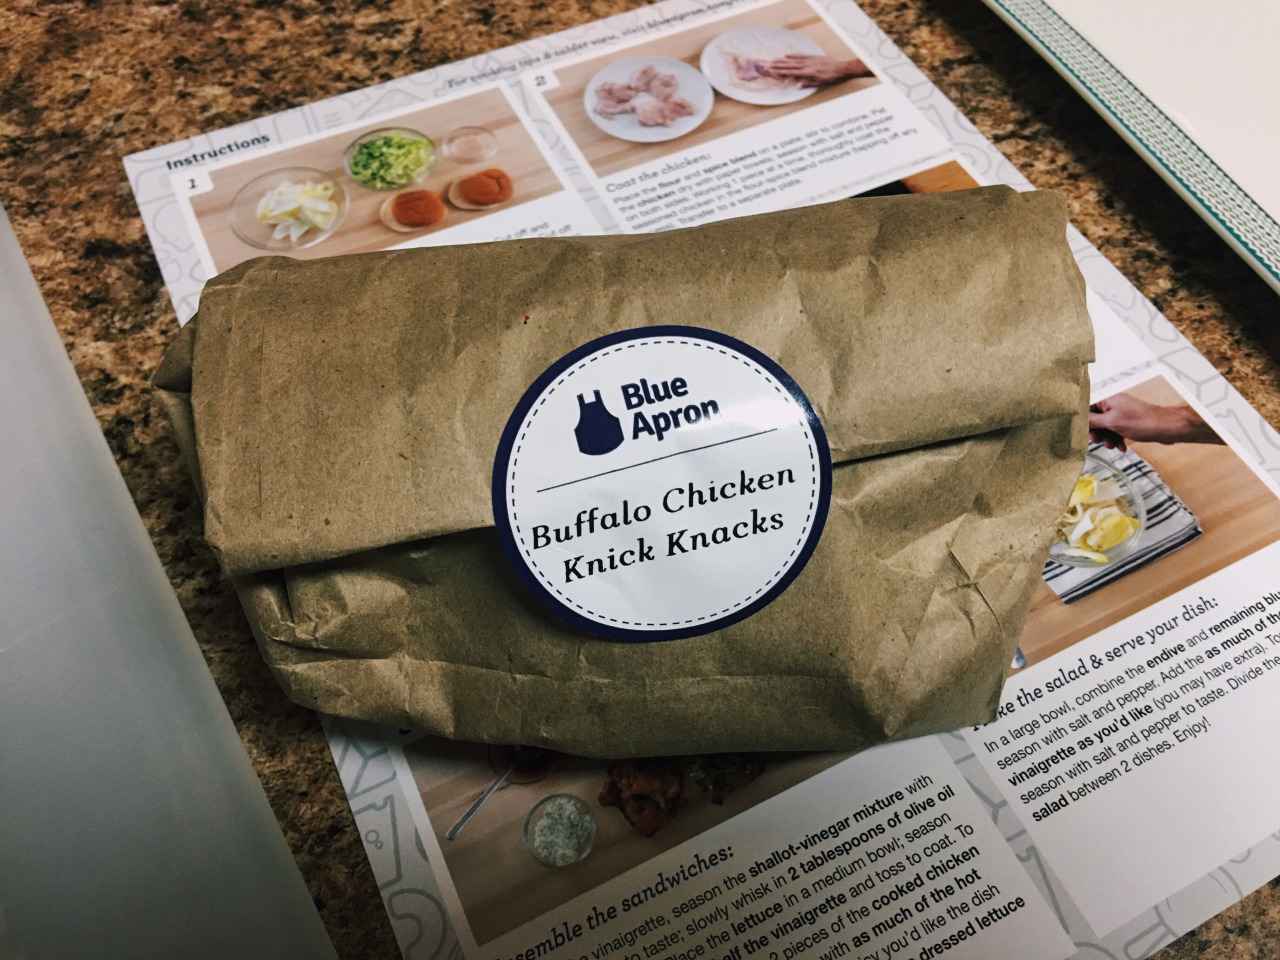 For cooking tips & tablet view, visit blueapron.com/
Instructions
1
2
Coat the chicken:
Place the flour and spice blend on a plate; stir to combine. Pat
the chicken dry with paper towels; season with salt and pepper
on both sides. Working 1 piece at a time, thoroughly coat the
seasoned chicken in the flour-spice blend mixture (tapping off any
Transfer to a separate plate.
Cut off and
off
Blue
Apron
Buffalo Chicken
Knick Knacks
the salad & serve your dish:
In a large bowl, combine the endive and remaining
season with salt and pepper. Add the as much of the
vinaigrette as you'd like (you may have extra). To
season with salt and pepper to taste. Divide the
salad between 2 dishes. Enjoy!
semble the sandwiches:
vinaigrette, season the shallot-vinegar mixture with
to taste; slowly whisk in 2 tablespoons of olive oil
Place the lettuce in a medium bowl; season
the vinaigrette and toss to coat. To
2 pieces of the cooked chicken
with as much of the hot
you'd like the dish
dressed lettuce